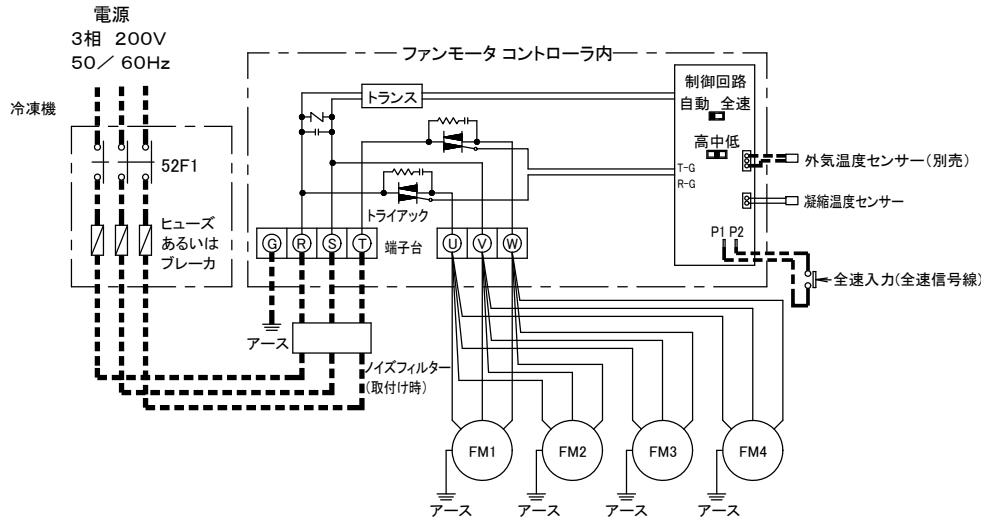 電源
3相 200V
50／60Hz
ファンモータ コントローラ内
冷凍機
トランス
制御回路
自動 全速
高中低
52F1
外気温度センサー(別売)
T-G
R-G
凝縮温度センサー
トライアック
ヒューズ
あるいは
ブレーカ
P1 P2
G R S T
端子台
U V W
全速入力(全速信号線)
アース
ノイズフィルター
(取付け時)
FM1
FM2
FM3
FM4
アース
アース
アース
アース